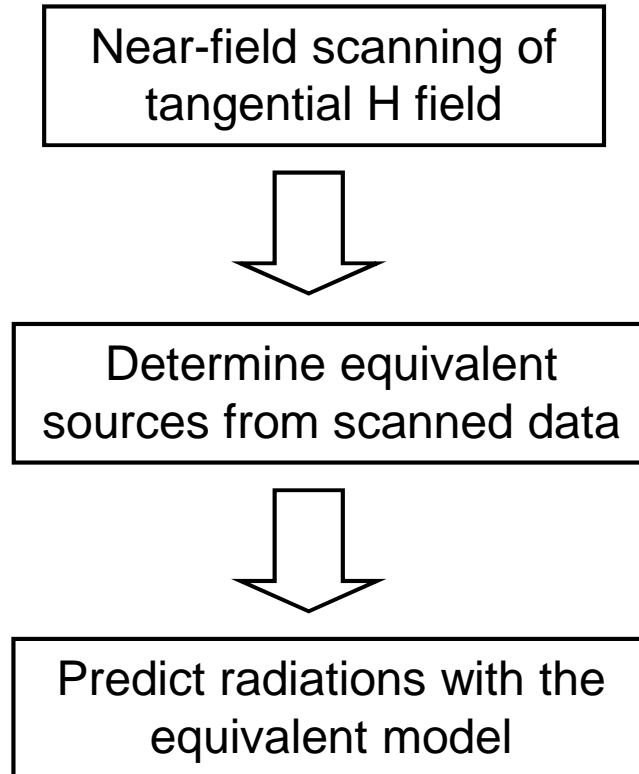 Near-field scanning of
tangential H field
Determine equivalent
sources from scanned data
Predict radiations with the
equivalent model